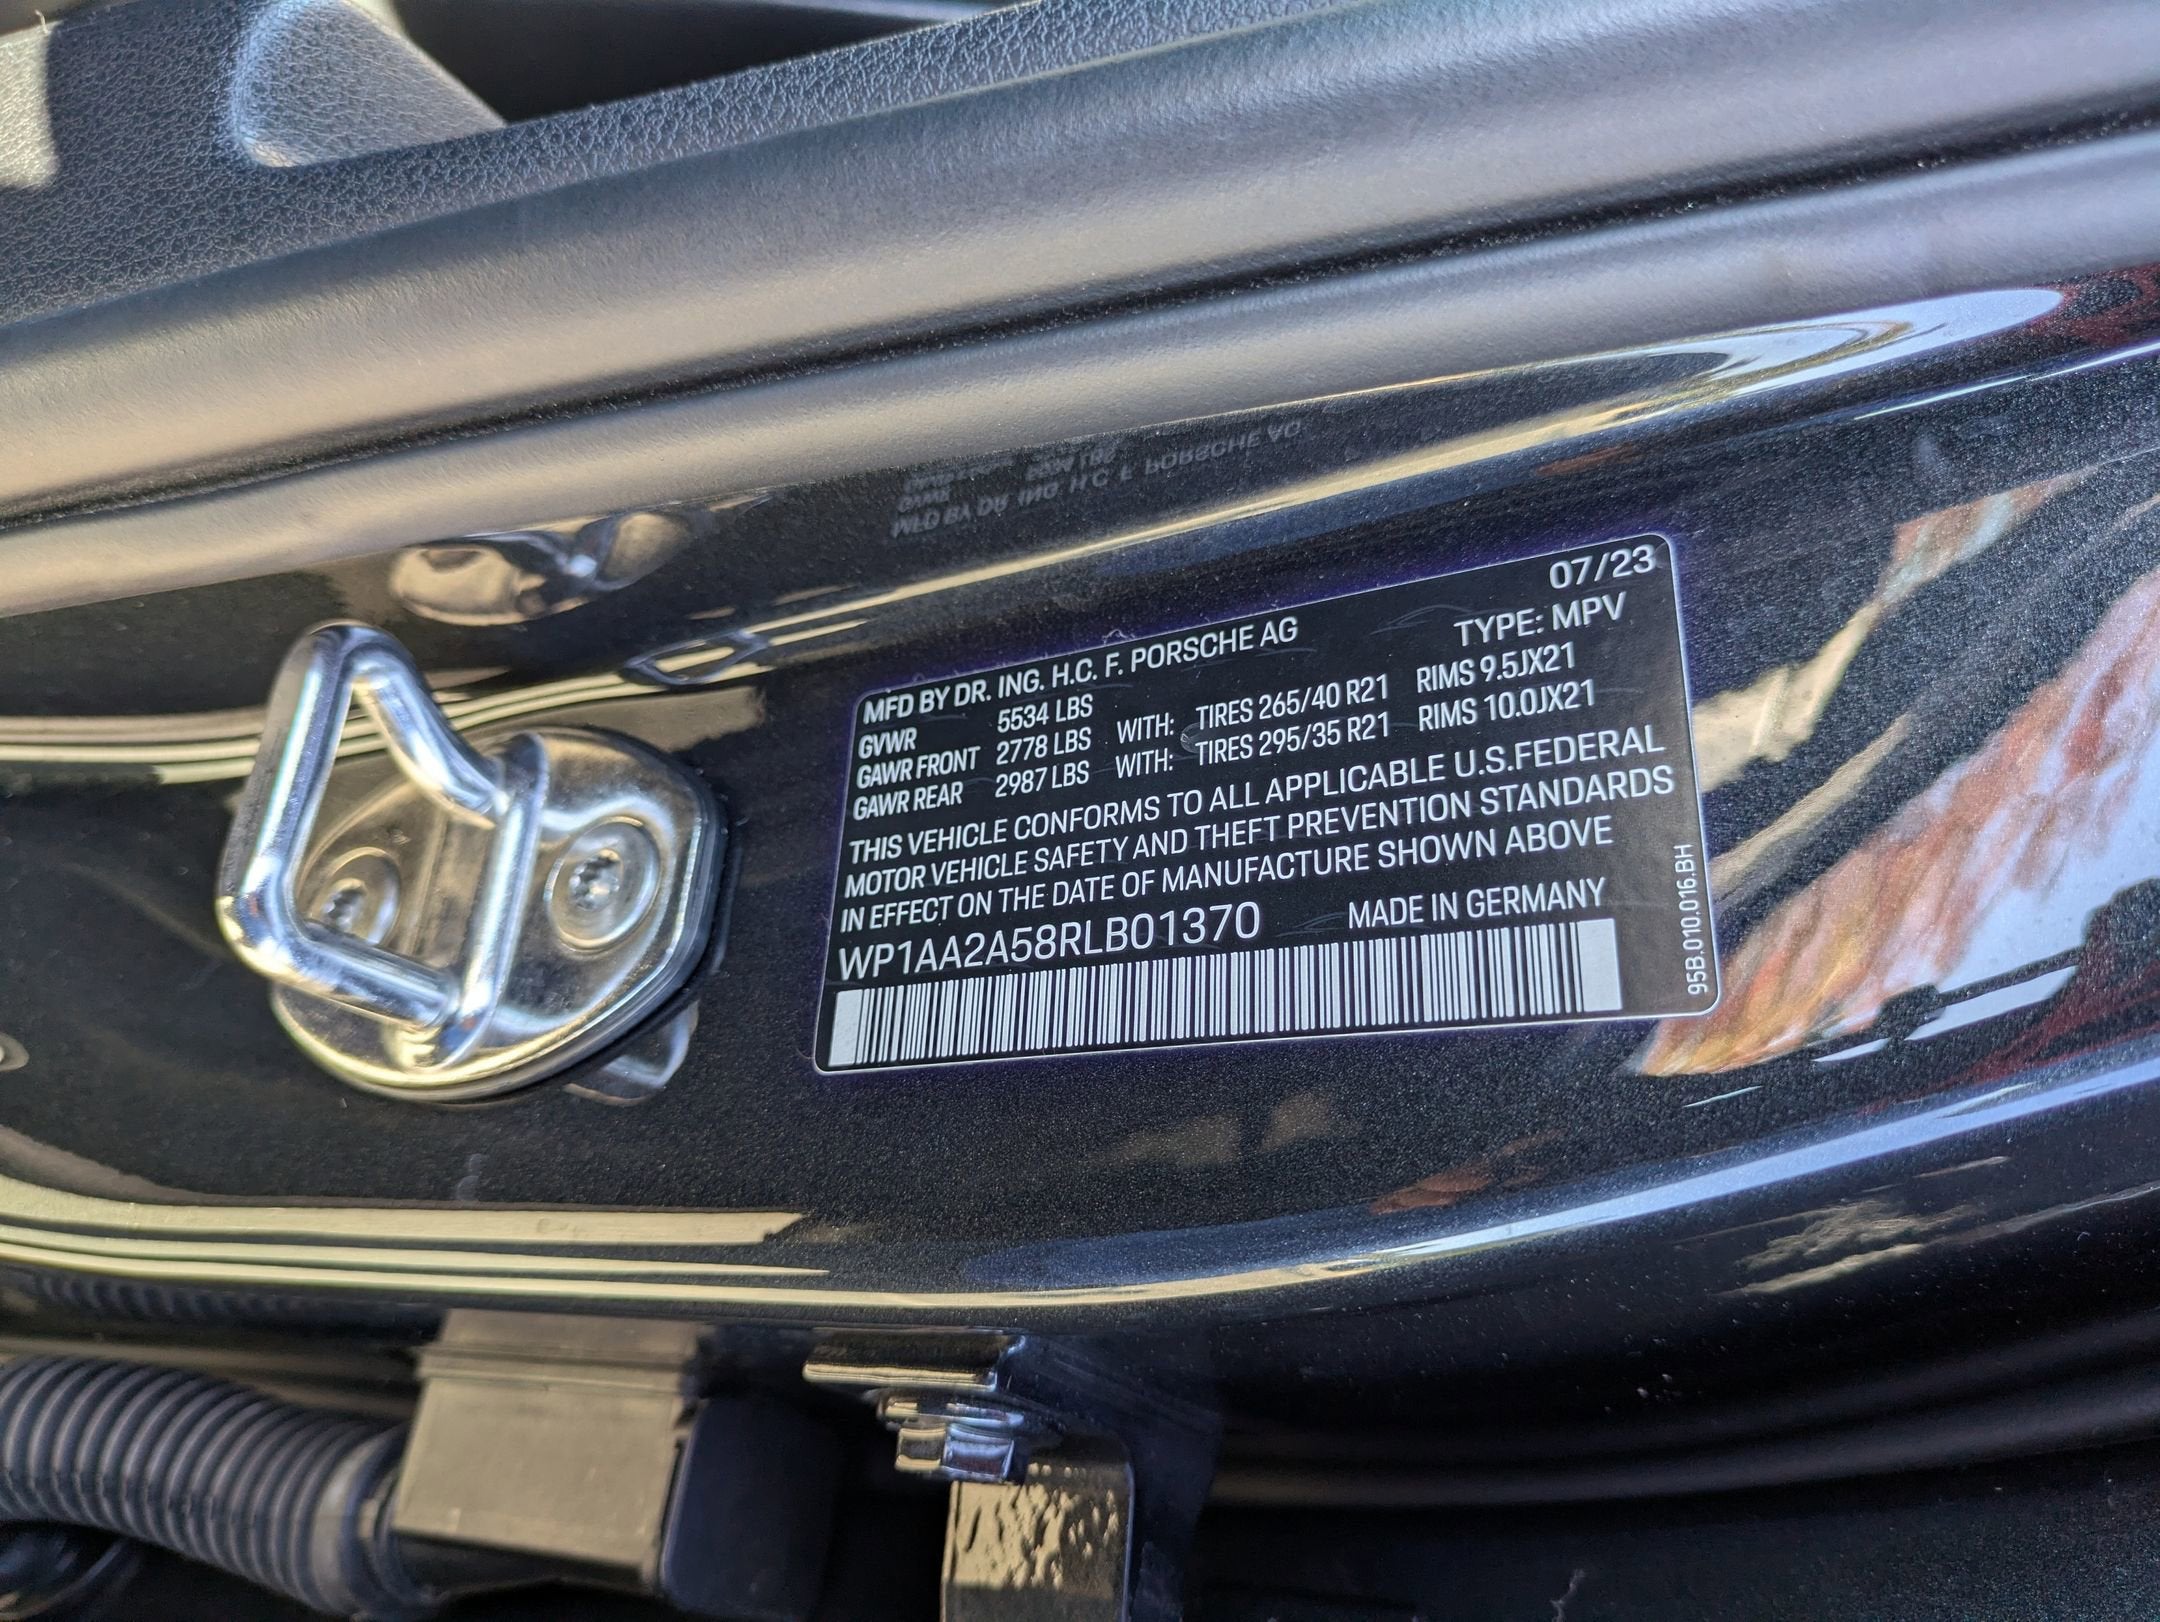 07/23
MFD BY DR. ING. H.C. F. PORSCHE AG TYPE: MPV
GVWR 5534 LBS
GAWR FRONT 2778 LBS WITH: TIRES 265/40 R21 RIMS 9.5JX21
GAWR REAR 2987 LBS WITH: TIRES 295/35 R21 RIMS 10.0JX21
THIS VEHICLE CONFORMS TO ALL APPLICABLE U.S.FEDERAL
MOTOR VEHICLE SAFETY AND THEFT PREVENTION STANDARDS
IN EFFECT ON THE DATE OF MANUFACTURE SHOWN ABOVE
WP1AA2A58RLB01370 MADE IN GERMANY
95B.010.016.BH